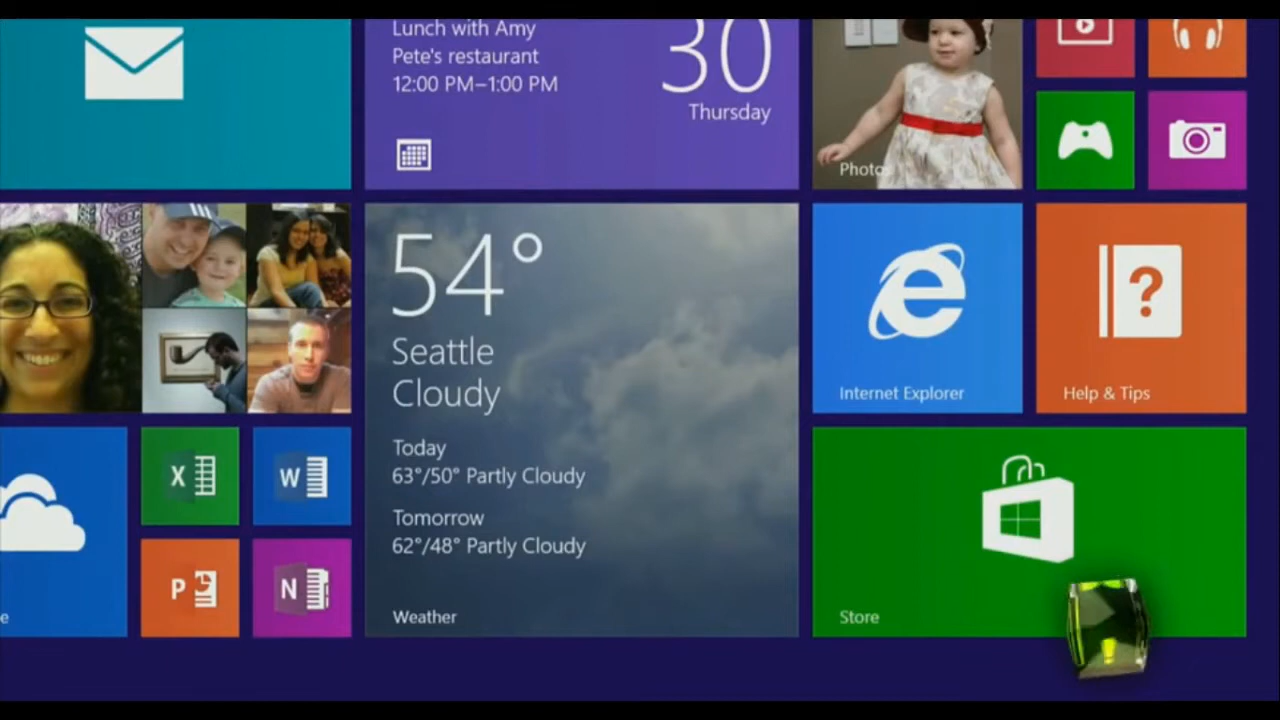 Lunch with Amy
Pete's restaurant
12:00 PM–1:00 PM
30
Thursday
Photos
54°
Seattle
Cloudy
Today
63°/50° Partly Cloudy
Tomorrow
62°/48° Partly Cloudy
Weather
Internet Explorer
?
Help & Tips
X
W
P
N
e
Store